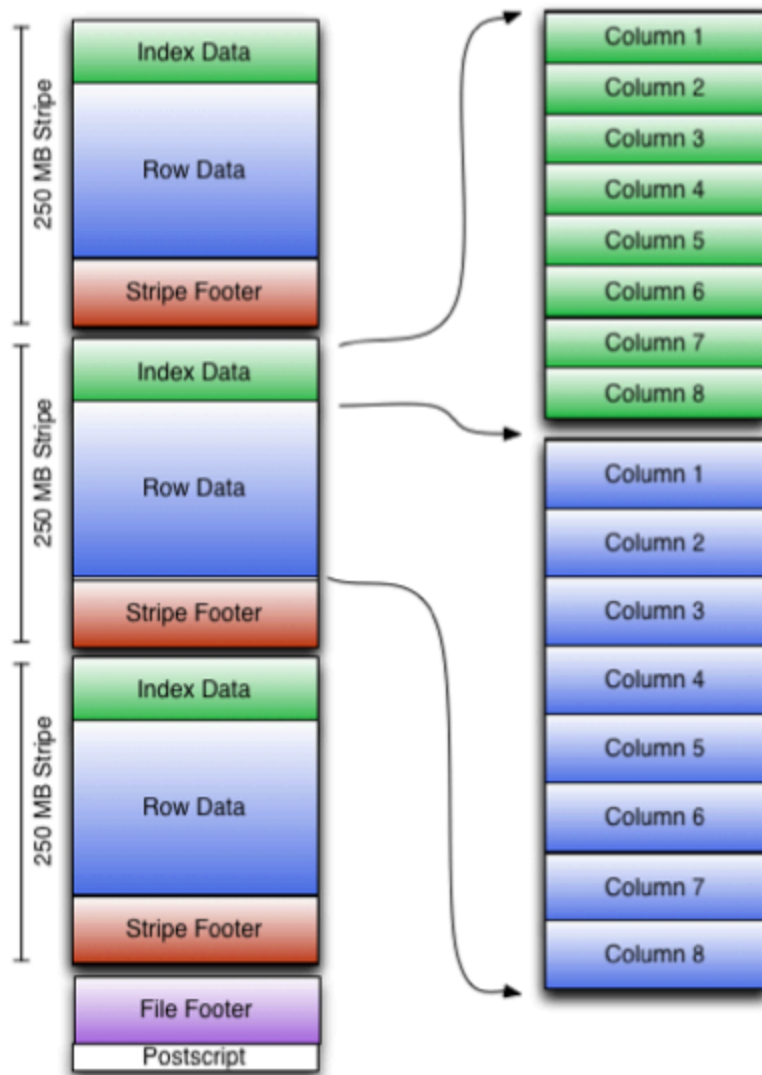 250 MB Stripe
Index Data
Row Data
Stripe Footer
250 MB Stripe
Index Data
Row Data
Stripe Footer
250 MB Stripe
Index Data
Row Data
Stripe Footer
File Footer
Postscript
Column 1
Column 2
Column 3
Column 4
Column 5
Column 6
Column 7
Column 8
Column 1
Column 2
Column 3
Column 4
Column 5
Column 6
Column 7
Column 8